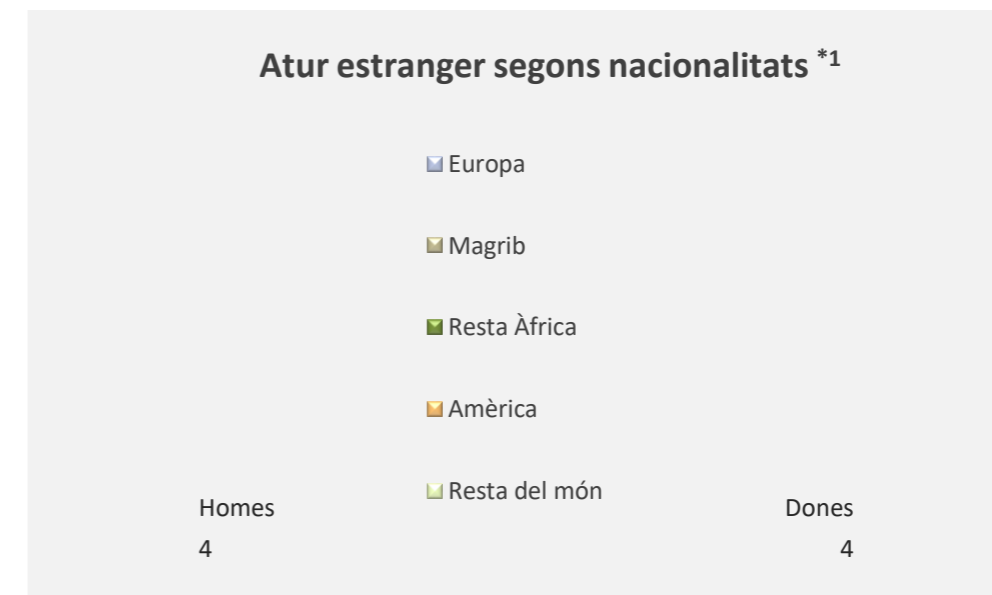 Atur estranger segons nacionalitats *1
Europa
Magrib
Resta Àfrica
Amèrica
Resta del món
Homes
Dones
4
4